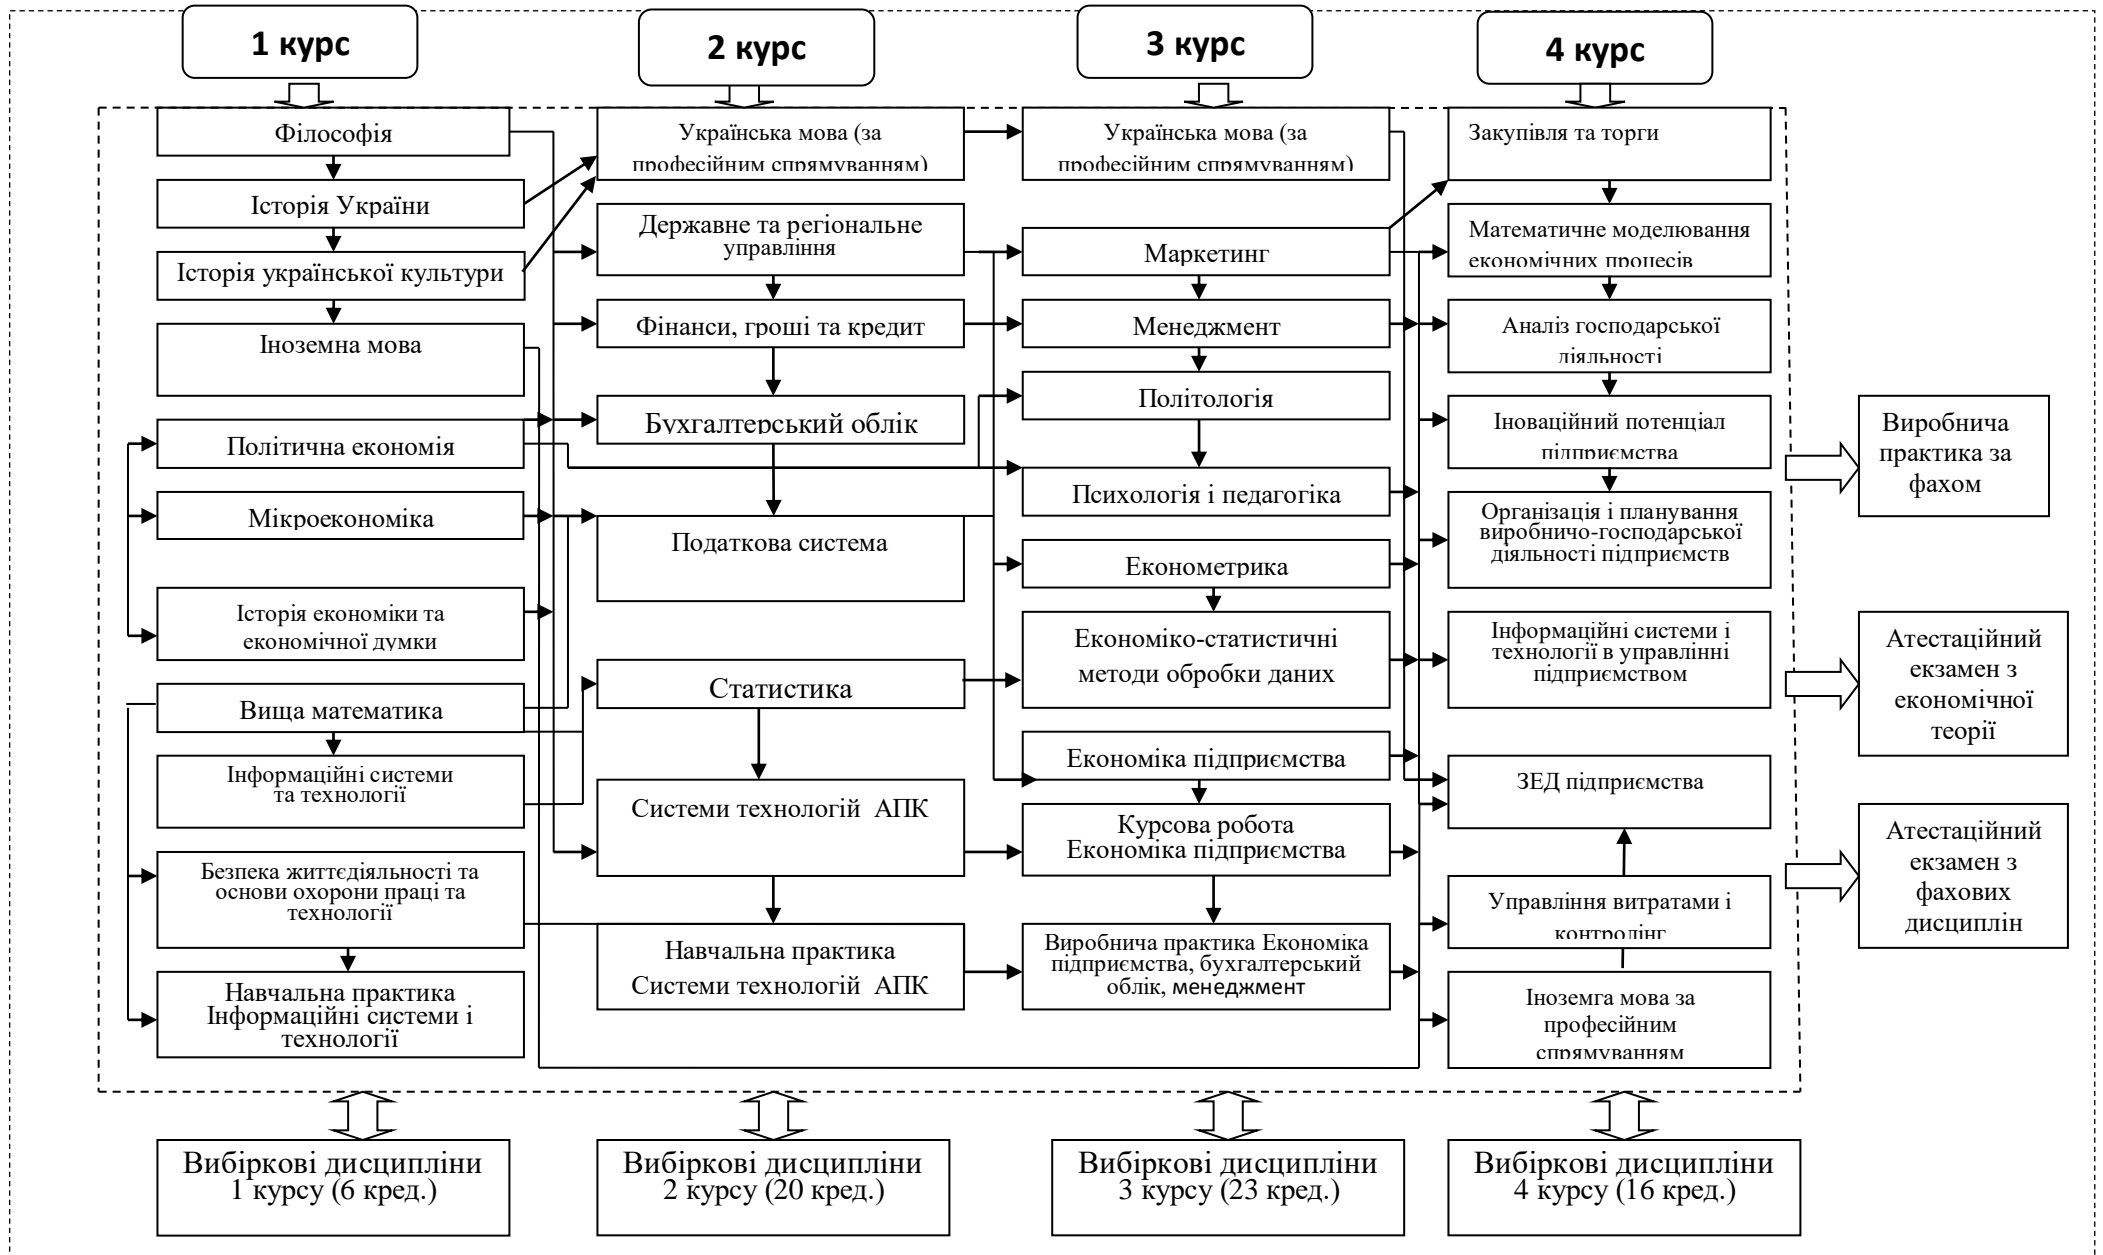 1 курс
2 курс
3 курс
4 курс
Філософія
Історія України
Історія української культури
Іноземна мова
Політична економія
Мікроекономіка
Історія економіки та
економічної думки
Вища математика
Інформаційні системи
та технології
Безпека життєдіяльності та
основи охорони праці та
технології
Навчальна практика
Інформаційні системи і
технології
Українська мова (за
професійним спрямуванням)
Державне та регіональне
управління
Фінанси, гроші та кредит
Бухгалтерський облік
Податкова система
Статистика
Системи технологій АПК
Навчальна практика
Системи технологій АПК
Українська мова (за
професійним спрямуванням)
Маркетинг
Менеджмент
Політологія
Психологія і педагогіка
Економетрика
Економіко-статистичні
методи обробки даних
Економіка підприємства
Курсова робота
Економіка підприємства
Виробнича практика Економіка
підприємства, бухгалтерський
облік, менеджмент
Закупівля та торги
Математичне моделювання
економічних процесів
Аналіз господарської
діяльності
Іноваційний потенціал
підприємства
Організація і планування
виробничо-господарської
діяльності підприємств
Інформаційні системи і
технології в управлінні
підприємством
ЗЕД підприємства
Управління витратами і
контролінг
Іноземга мова за
професійним
спрямуванням
Виробнича
практика за
фахом
Атестаційний
екзамен з
економічної
теорії
Атестаційний
екзамен з
фахових
дисциплін
Вибіркові дисципліни
1 курсу (6 кред.)
Вибіркові дисципліни
2 курсу (20 кред.)
Вибіркові дисципліни
3 курсу (23 кред.)
Вибіркові дисципліни
4 курсу (16 кред.)